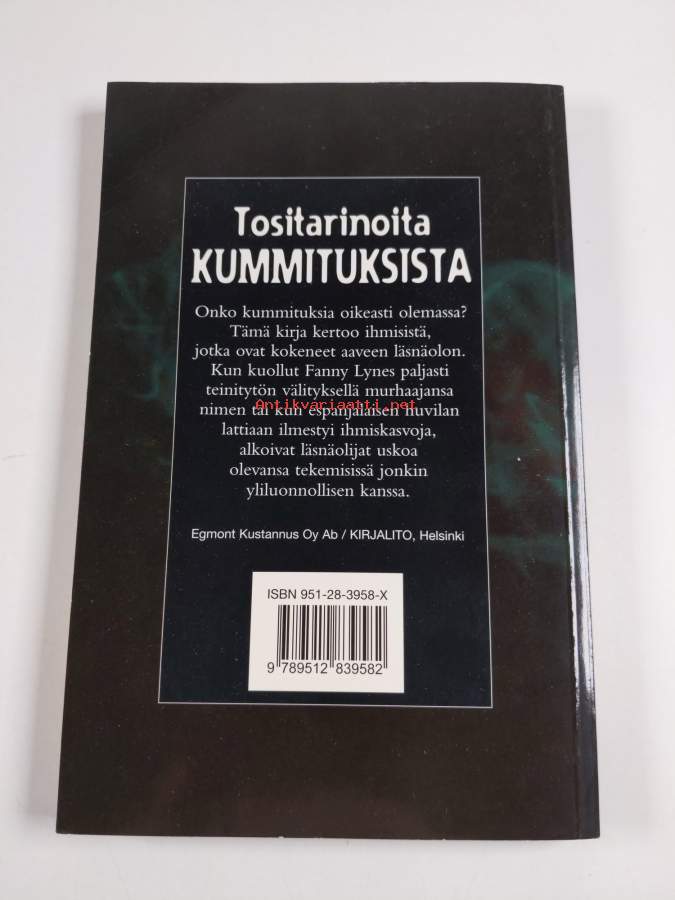 Tositarinoita
KUMMITUKSISTA
Onko kummituksia oikeasti olemassa?
Tämä kirja kertoo ihmisistä,
jotka ovat kokeneet aaveen läsnäolon.
Kun kuollut Fanny Lynes paljasti
teinitytön välityksellä murhaajansa
nimen tai kun espanjalaisen huvilan
Antikvariaatti.net
lattiaan ilmestyi ihmiskasvoja,
alkoivat läsnäolijat uskoa
olevansa tekemisissä jonkin
yliluonnollisen kanssa.
Egmont Kustannus Oy Ab / KIRJALITO, Helsinki
ISBN 951-28-3958-X
9 789512 839582